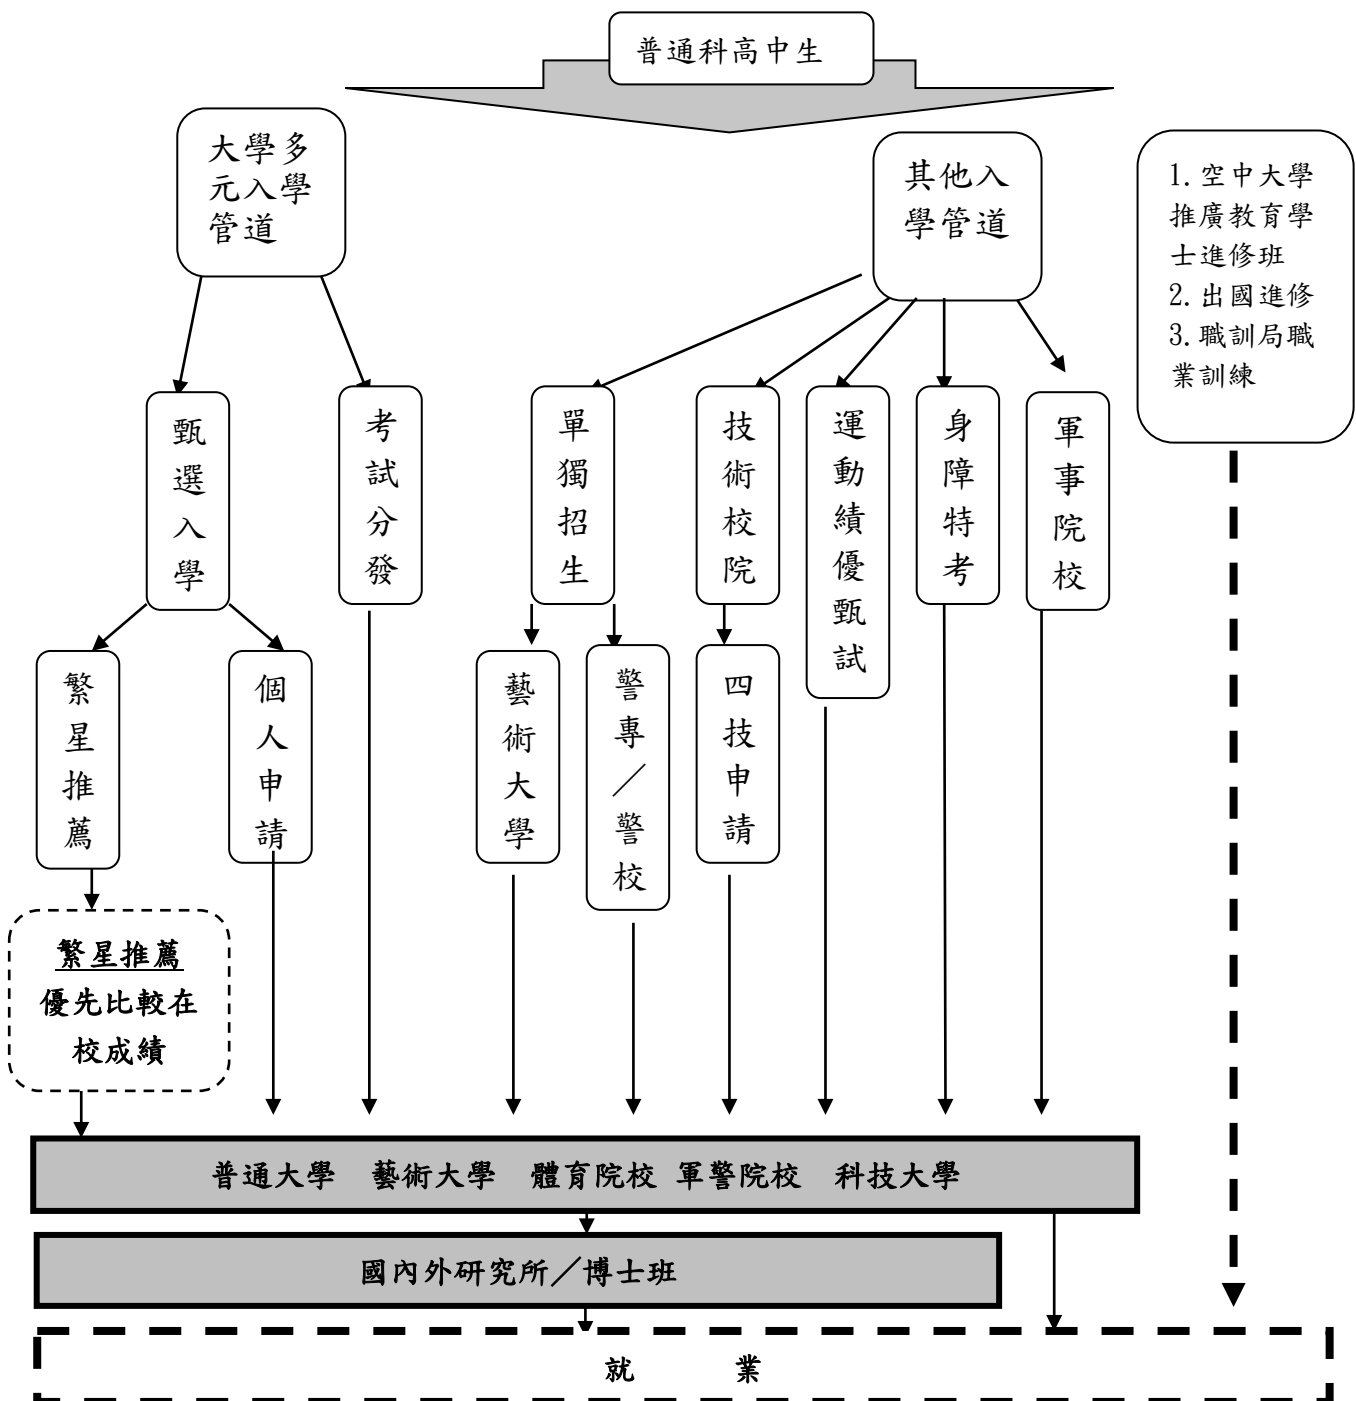 普通科高中生
大學多
元入學
管道
其他入
學管道
1.空中大學
推廣教育學
士進修班
2.出國進修
3.職訓局職
業訓練
甄選入學
考試分發
單獨招生
技術校院
運動績優甄試
身障特考
軍事院校
繁星推薦
個人申請
藝術大學
警專／警校
四技申請
繁星推薦
優先比較在
校成績
普通大學 藝術大學 體育院校 軍警院校 科技大學
國內外研究所／博士班
就 業